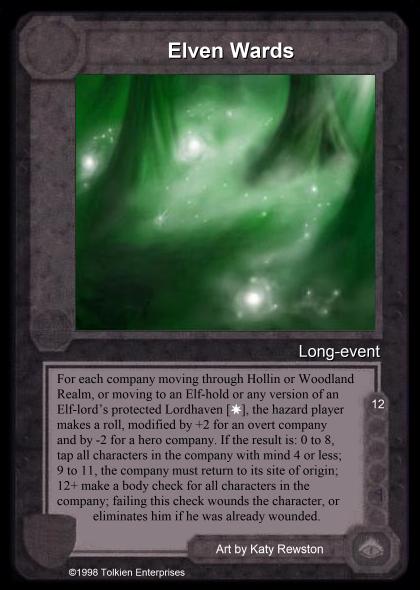 Elven Wards
Long-event
For each company moving through Hollin or Woodland
Realm, or moving to an Elf-hold or any version of an
Elf-lord's protected Lordhaven [✷], the hazard player
makes a roll, modified by +2 for an overt company
and by -2 for a hero company. If the result is: 0 to 8,
tap all characters in the company with mind 4 or less;
9 to 11, the company must return to its site of origin;
12+ make a body check for all characters in the
company; failing this check wounds the character, or
eliminates him if he was already wounded.
12
Art by Katy Rewston
©1998 Tolkien Enterprises